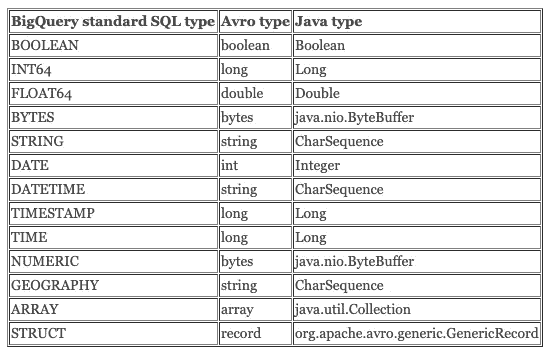 BigQuery standard SQL type Avro type Java type
BOOLEAN boolean Boolean
INT64 long Long
FLOAT64 double Double
BYTES bytes java.nio.ByteBuffer
STRING string CharSequence
DATE int Integer
DATETIME string CharSequence
TIMESTAMP long Long
TIME long Long
NUMERIC bytes java.nio.ByteBuffer
GEOGRAPHY string CharSequence
ARRAY array java.util.Collection
STRUCT record org.apache.avro.generic.GenericRecord